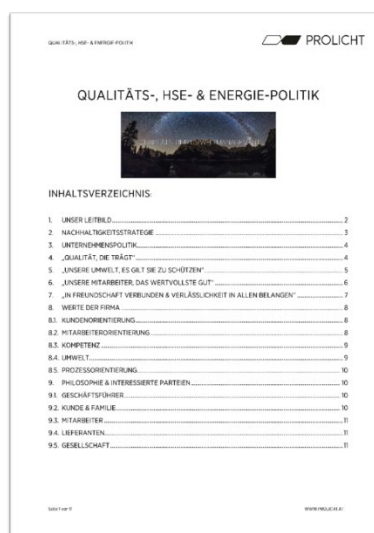 QUALITÄTS-, HSE- & ENERGIE-POLITIK
PROLICHT
QUALITÄTS-, HSE- & ENERGIE-POLITIK
INHALTSVERZEICHNIS:
1. UNSER LEITBILD 2
2. NACHHALTIGKEITSSTRATEGIE 3
3. UNTERNEHMENSPOLITIK 4
4. „QUALITÄT, DIE TRÄGT“ 4
5. „UNSERE UMWELT, ES GILT SIE ZU SCHÜTZEN“ 5
6. „UNSERE MITARBEITER, DAS WERTVOLLSTE GUT“ 6
7. „IN FREUNDSCHAFT VERBUNDEN & VERLÄSSLICHKEIT IN ALLEN BELANGEN“ 7
8. WERTE DER FIRMA 8
8.1. KUNDENORIENTIERUNG 8
8.2. MITARBEITERORIENTIERUNG 8
8.3. KOMPETENZ 9
8.4. UMWELT 9
8.5. PROZESSORIENTIERUNG 10
9. PHILOSOPHIE & INTERESSIERTE PARTEIEN 10
9.1. GESCHÄFTSFÜHRER 10
9.2. KUNDE & FAMILIE 10
9.3. MITARBEITER 11
9.4. LIEFERANTEN 11
9.5. GESELLSCHAFT 11
Seite 1 von 11
WWW.PROLICHT.AT